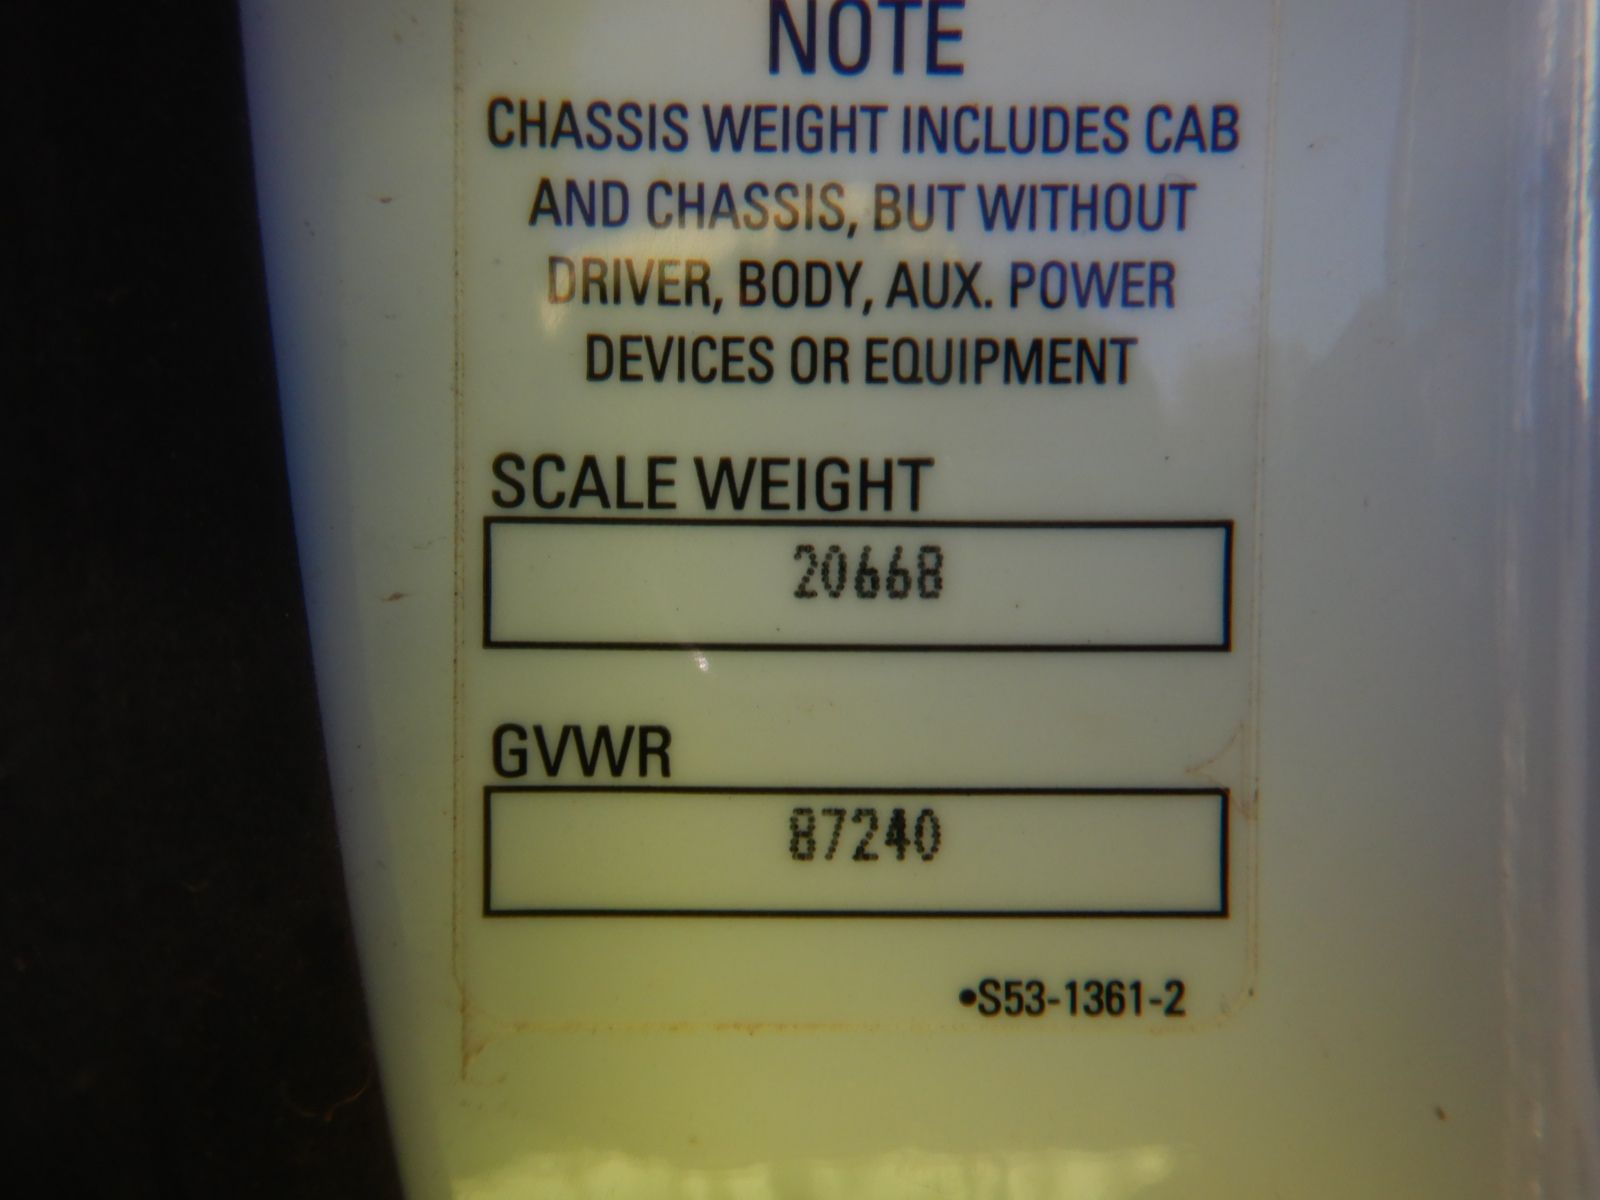 NOTE
CHASSIS WEIGHT INCLUDES CAB
AND CHASSIS, BUT WITHOUT
DRIVER, BODY, AUX. POWER
DEVICES OR EQUIPMENT
SCALE WEIGHT
20668
GVWR
87240
•S53-1361-2